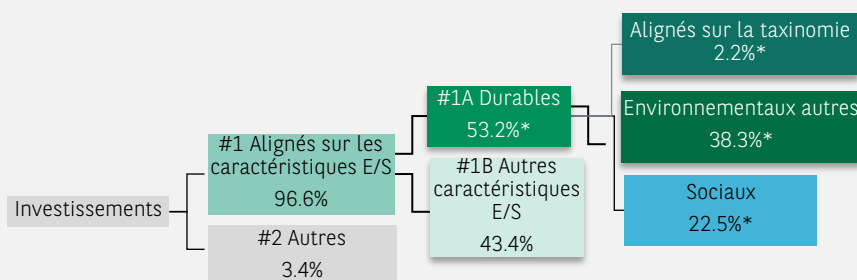 Investissements
#1 Alignés sur les
caractéristiques E/S
96.6%
#2 Autres
3.4%
#1A Durables
53.2%*
#1B Autres
caractéristiques
E/S
43.4%
Alignés sur la taxinomie
2.2%*
Environnementaux autres
38.3%*
Sociaux
22.5%*